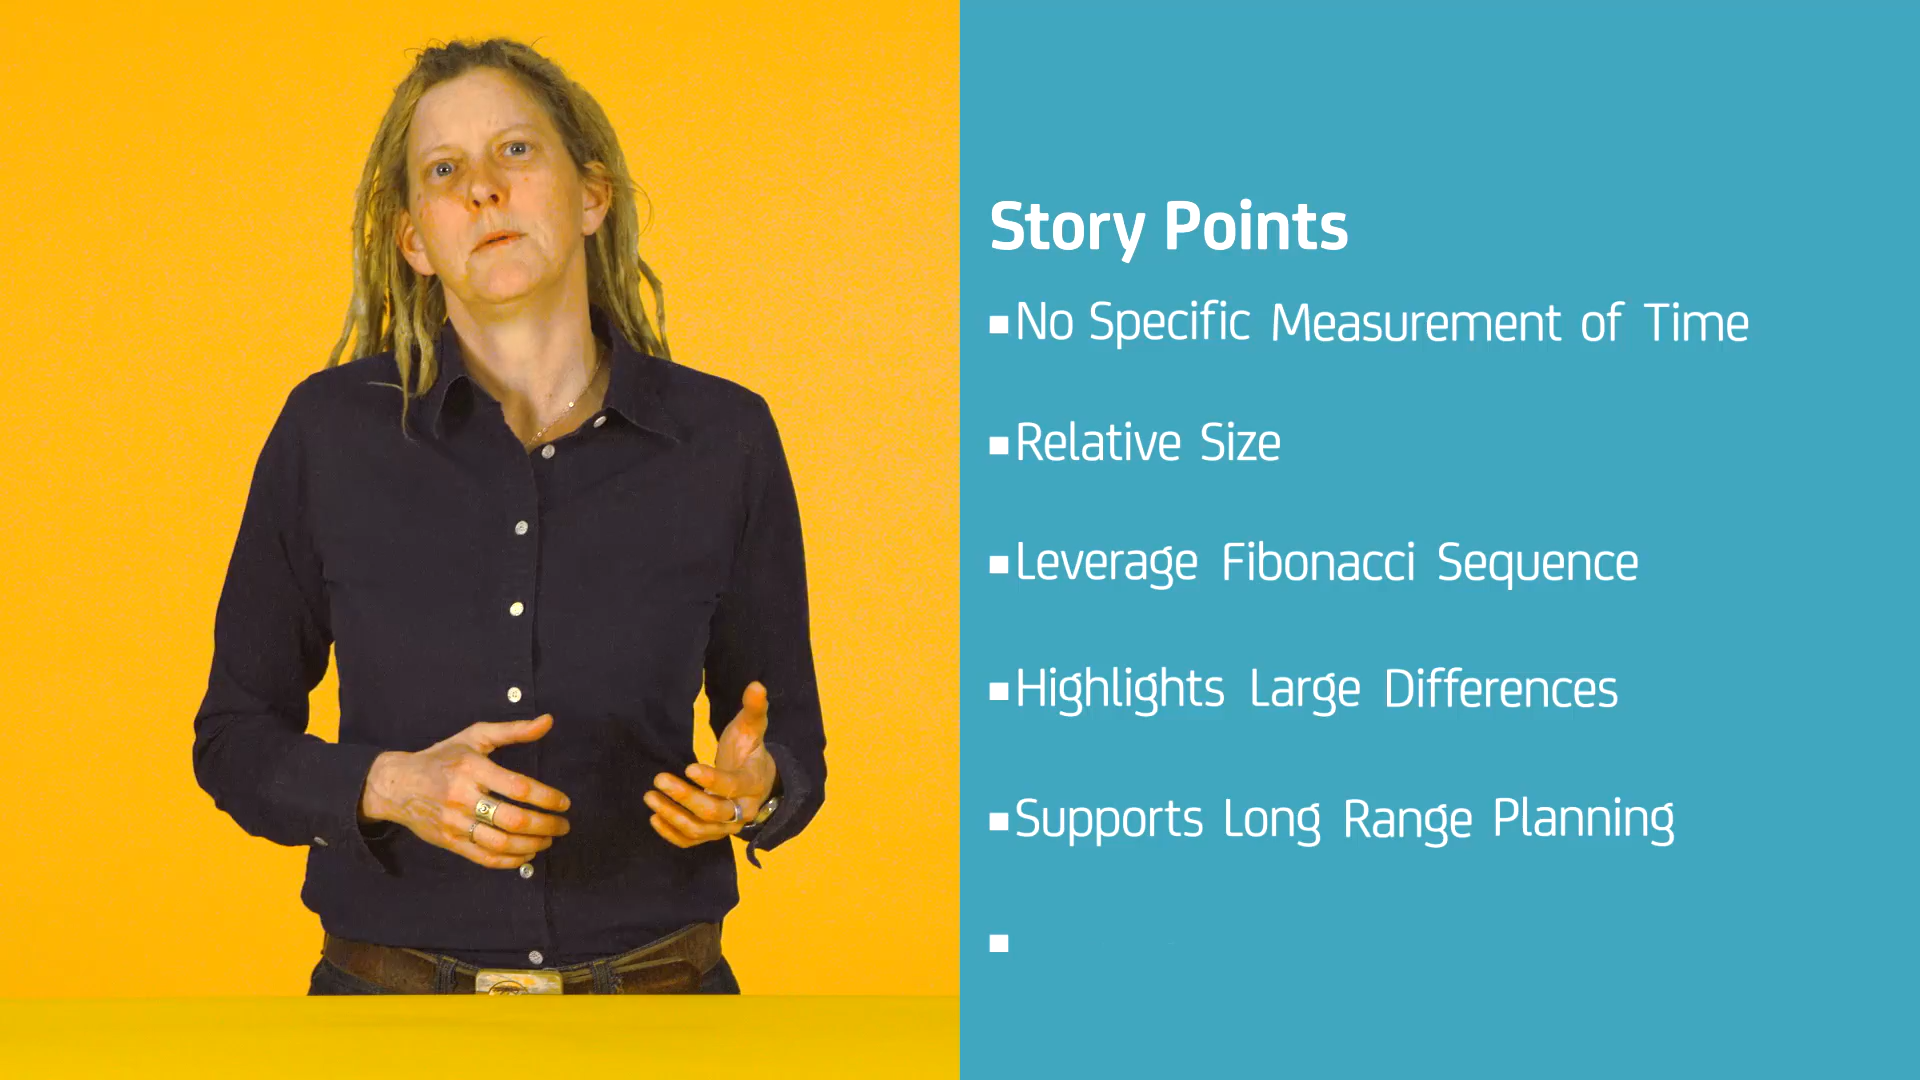 Story Points
No Specific Measurement of Time
Relative Size
Leverage Fibonacci Sequence
Highlights Large Differences
Supports Long Range Planning